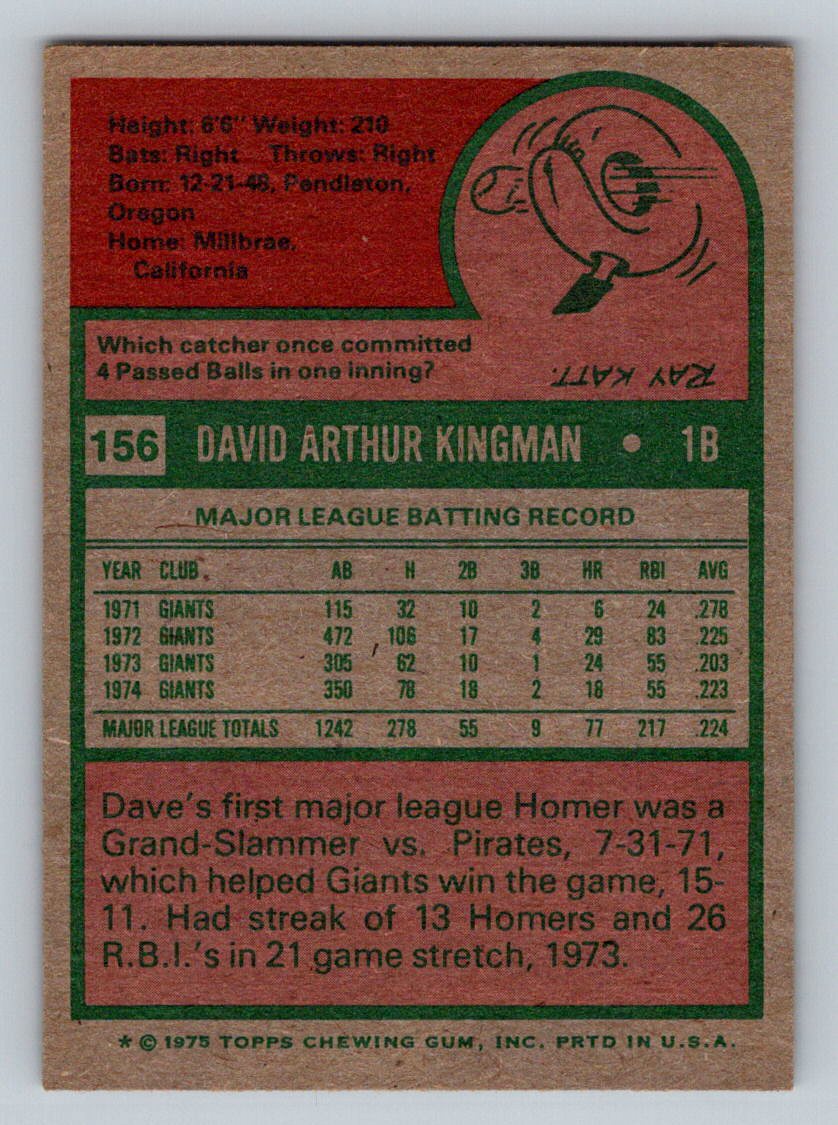 Height: 6'6" Weight: 210
Bats: Right Throws: Right
Born: 12-21-48, Pendleton,
Oregon
Home: Millbrae,
California
Which catcher once committed
4 Passed Balls in one inning?
RAY KATT.
156 DAVID ARTHUR KINGMAN • 1B
MAJOR LEAGUE BATTING RECORD
YEAR CLUB AB H 2B 3B HR RBI AVG
1971 GIANTS 115 32 10 2 6 24 .278
1972 GIANTS 472 106 17 4 29 83 .225
1973 GIANTS 305 62 10 1 24 55 .203
1974 GIANTS 350 78 18 2 18 55 .223
MAJOR LEAGUE TOTALS 1242 278 55 9 77 217 .224
Dave's first major league Homer was a
Grand-Slammer vs. Pirates, 7-31-71,
which helped Giants win the game, 15-
11. Had streak of 13 Homers and 26
R.B.I.'s in 21 game stretch, 1973.
* © 1975 TOPPS CHEWING GUM, INC. PRTD IN U.S.A.